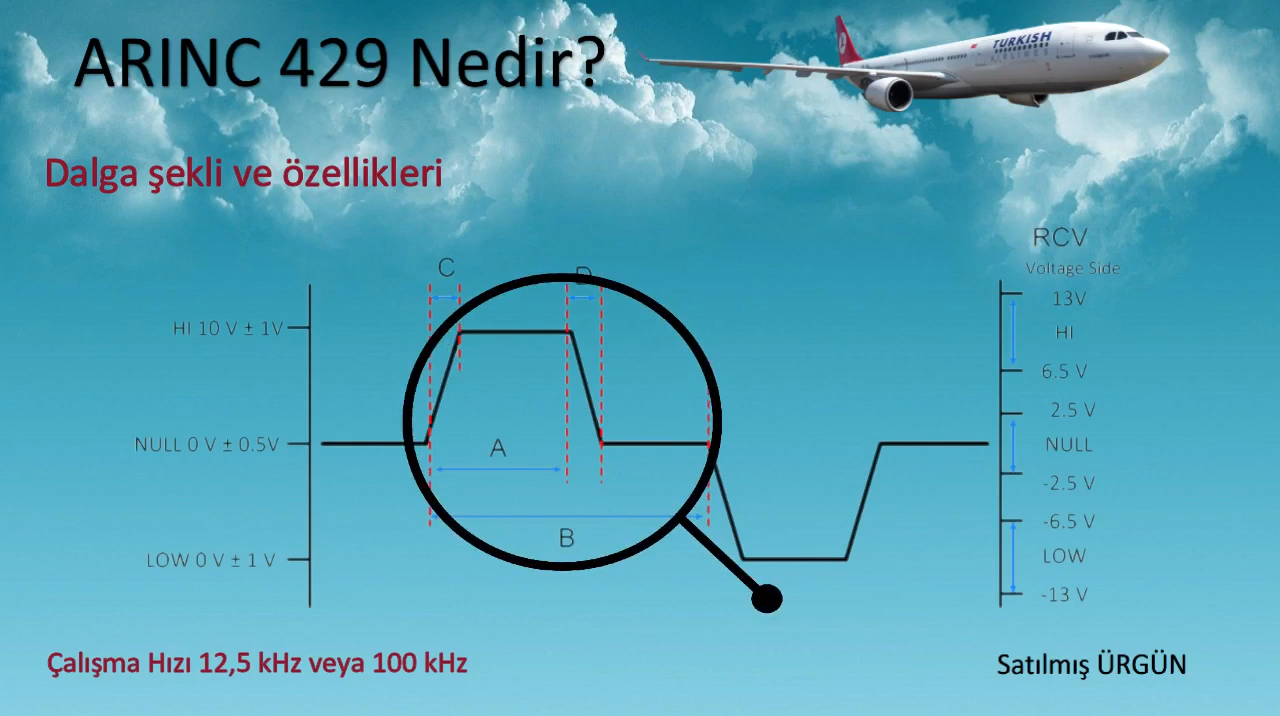 ARINC 429 Nedir?
TURKISH
AIRLINES
Dalga şekli ve özellikleri
RCV
Voltage Side
C
D
13V
HI 10 V ± 1V
HI
6.5 V
2.5 V
NULL 0 V ± 0.5V
A
NULL
-2.5 V
-6.5 V
B
LOW 0 V ± 1 V
LOW
-13 V
Çalışma Hızı 12,5 kHz veya 100 kHz
Satılmış ÜRGÜN